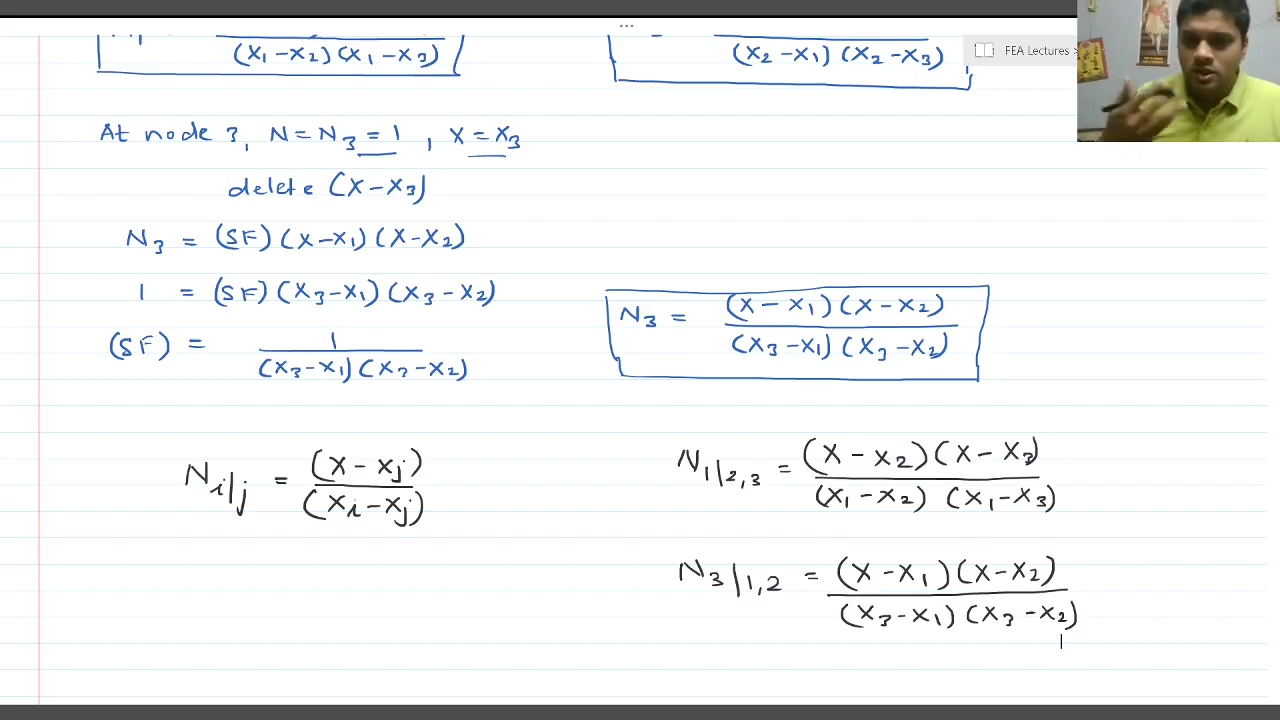 (x₁-x₂)(x₁-x₃)
= (x₂-x₁)(x₂-x₃)
FEA Lectures >
At node 3, N = N₃ = 1, x = x₃
delete (x-x₃)
N₃ = (SF)(x-x₁)(x-x₂)
1 = (SF)(x₃-x₁)(x₃-x₂)
(SF) = 1/(x₃-x₁)(x₃-x₂)
N₃ = (x-x₁)(x-x₂)/(x₃-x₁)(x₃-x₂)
N i/j = (x-xj)/(xi-xj)
N 1/2,3 = (x-x₂)(x-x₃)/(x₁-x₂)(x₁-x₃)
N 3/1,2 = (x-x₁)(x-x₂)/(x₃-x₁)(x₃-x₂)